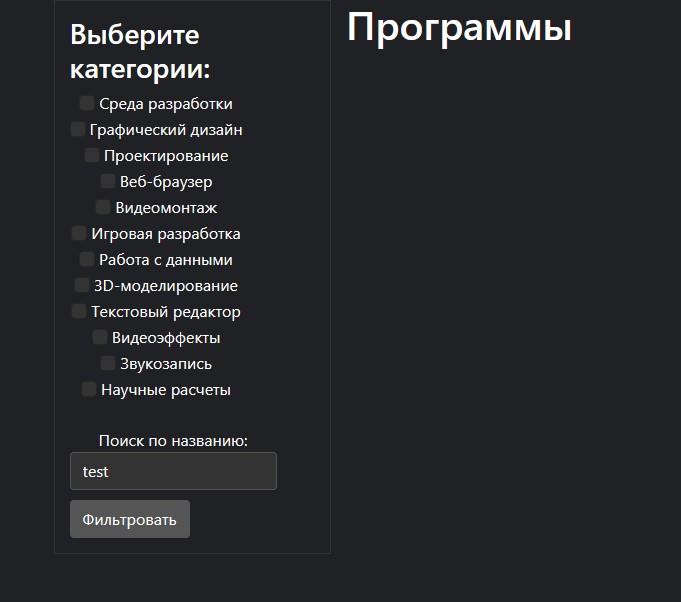 Выберите
категории:
Среда разработки
Графический дизайн
Проектирование
Веб-браузер
Видеомонтаж
Игровая разработка
Работа с данными
3D-моделирование
Текстовый редактор
Видеоэффекты
Звукозапись
Научные расчеты
Поиск по названию:
test
Фильтровать
Программы